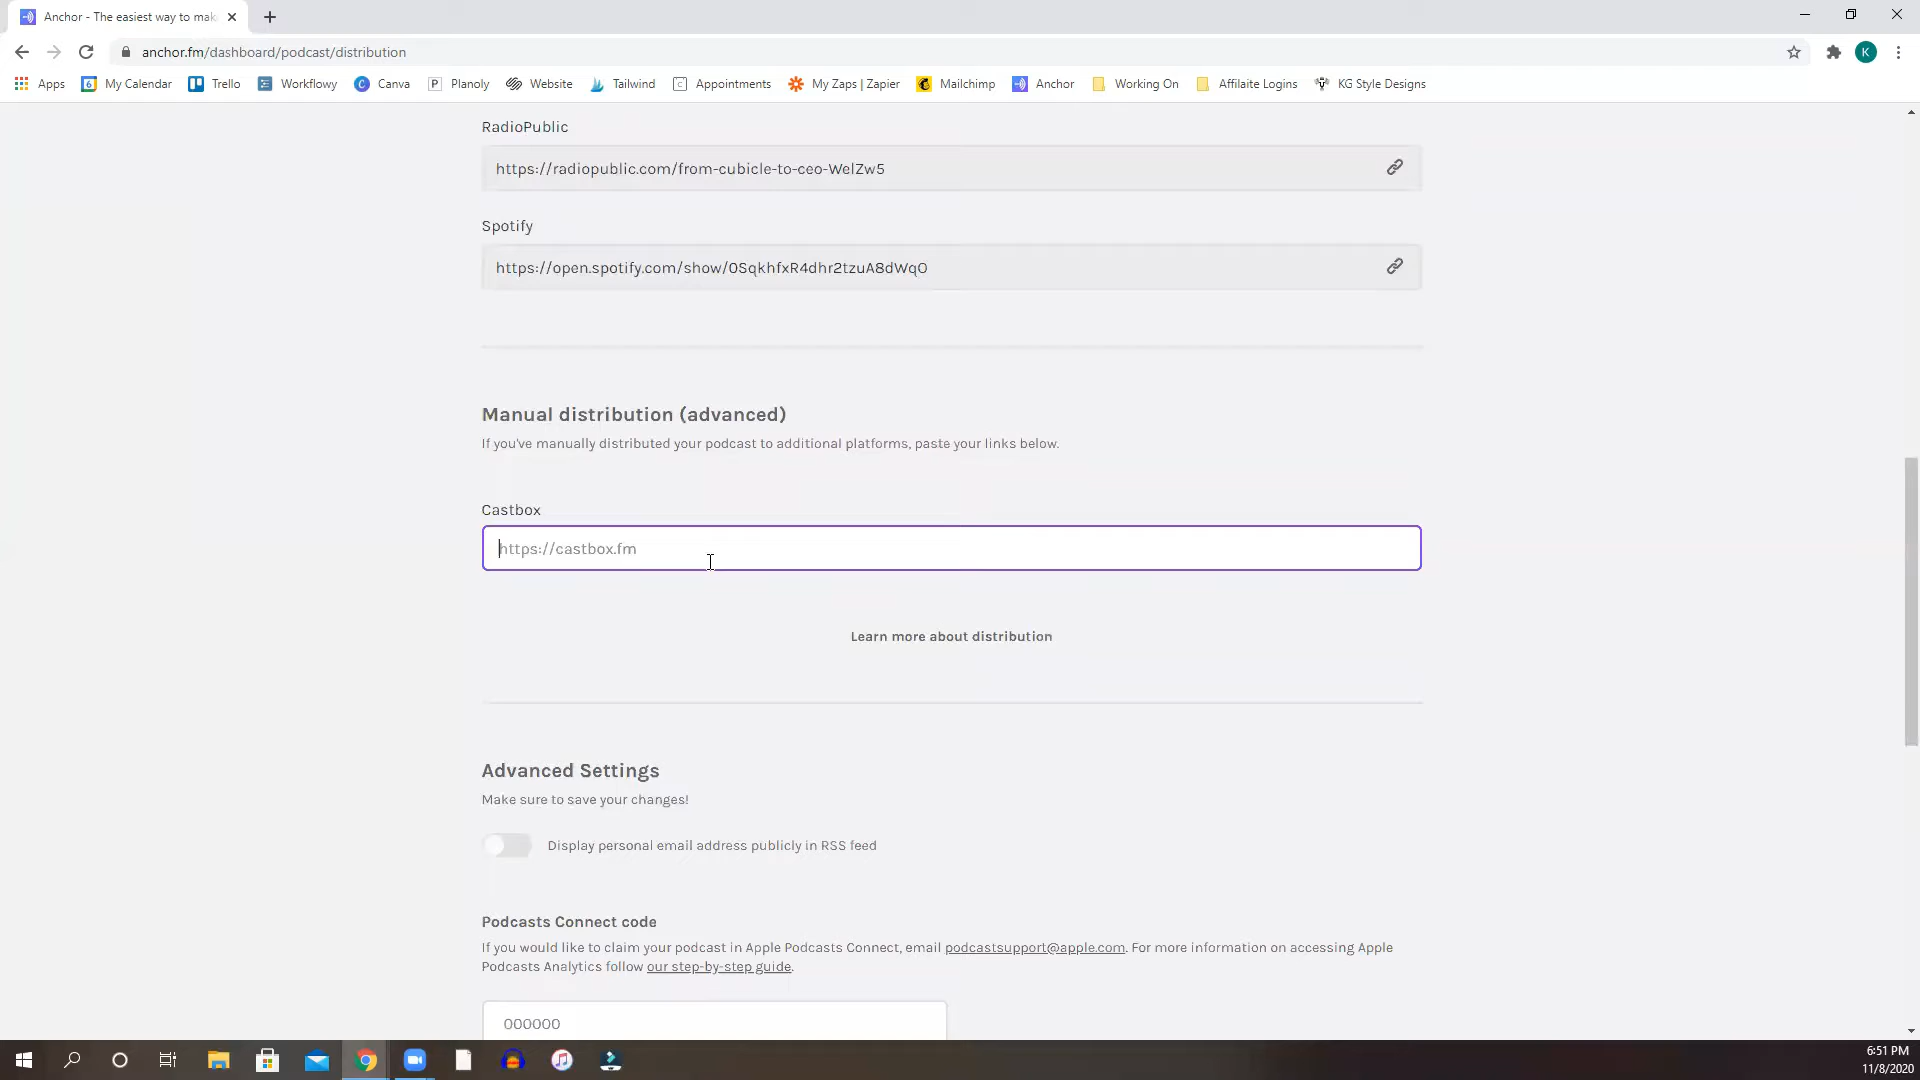 Anchor - The easiest way to mak
anchor.fm/dashboard/podcast/distribution
K
Apps My Calendar Trello Workflowy Canva Planoly Website Tailwind Appointments My Zaps | Zapier Mailchimp Anchor Working On Affilaite Logins KG Style Designs
RadioPublic
https://radiopublic.com/from-cubicle-to-ceo-WelZw5
Spotify
https://open.spotify.com/show/0SqkhfxR4dhr2tzuA8dWqO
Manual distribution (advanced)
If you've manually distributed your podcast to additional platforms, paste your links below.
Castbox
https://castbox.fm
Learn more about distribution
Advanced Settings
Make sure to save your changes!
Display personal email address publicly in RSS feed
Podcasts Connect code
If you would like to claim your podcast in Apple Podcasts Connect, email podcastsupport@apple.com. For more information on accessing Apple
Podcasts Analytics follow our step-by-step guide.
000000
6:51 PM
11/8/2020